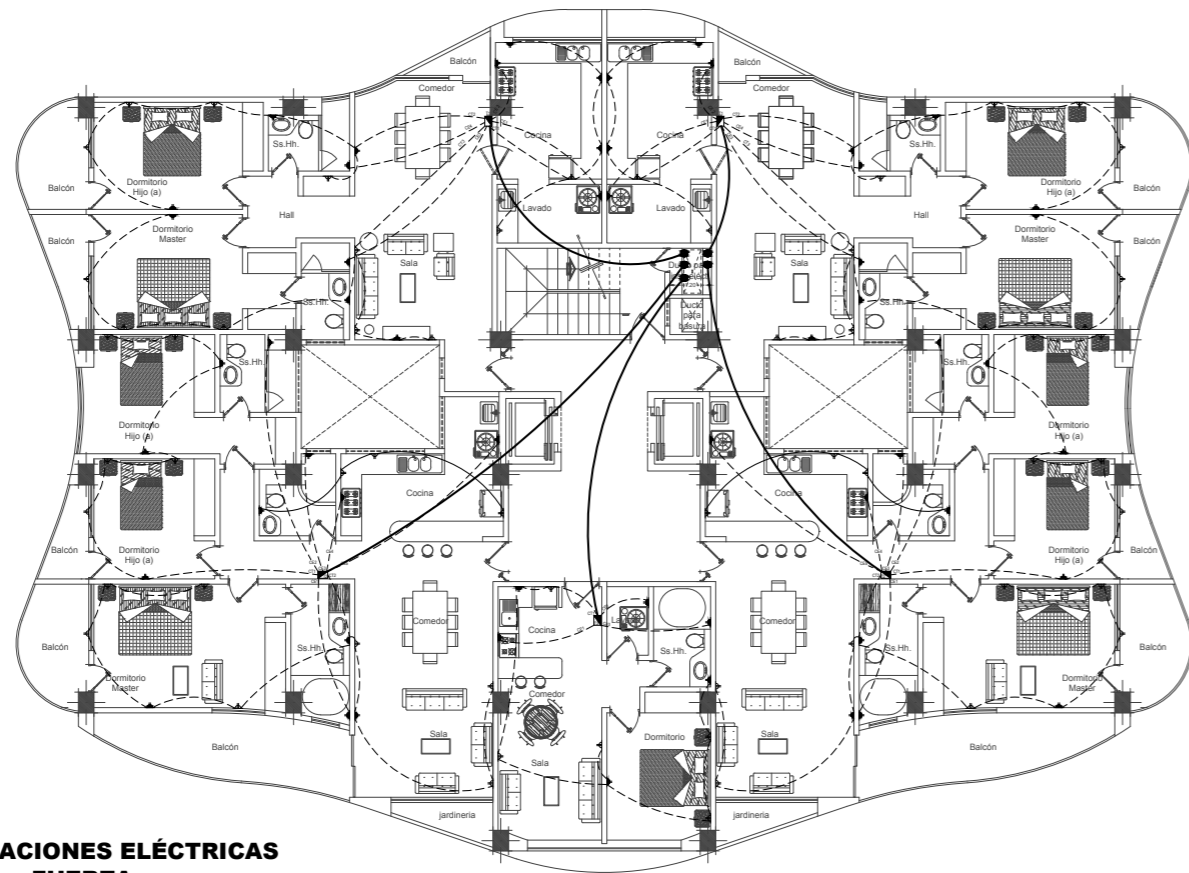 Balcón
Balcón
Comedor
Comedor
Cocina
Cocina
Ss.Hh.
Ss.Hh.
Balcón
Dormitorio
Hijo (a)
Dormitorio
Hijo (a)
Balcón
Lavado
Lavado
Hall
Hall
Balcón
Dormitorio
Master
Dormitorio
Master
Balcón
Sala
Sala
Ss.Hh.
Ss.Hh.
Ducto
para
basura
Ss.Hh.
Ss.Hh.
Dormitorio
Hijo (a)
Dormitorio
Hijo (a)
Cocina
Cocina
Balcón
Dormitorio
Hijo (a)
Dormitorio
Hijo (a)
Balcón
Comedor
Cocina
Comedor
Balcón
Ss.Hh.
Ss.Hh.
Ss.Hh.
Balcón
Dormitorio
Master
Comedor
Dormitorio
Master
Balcón
Sala
Dormitorio
Sala
Balcón
Sala
jardineria
jardineria
ACIONES ELÉCTRICAS